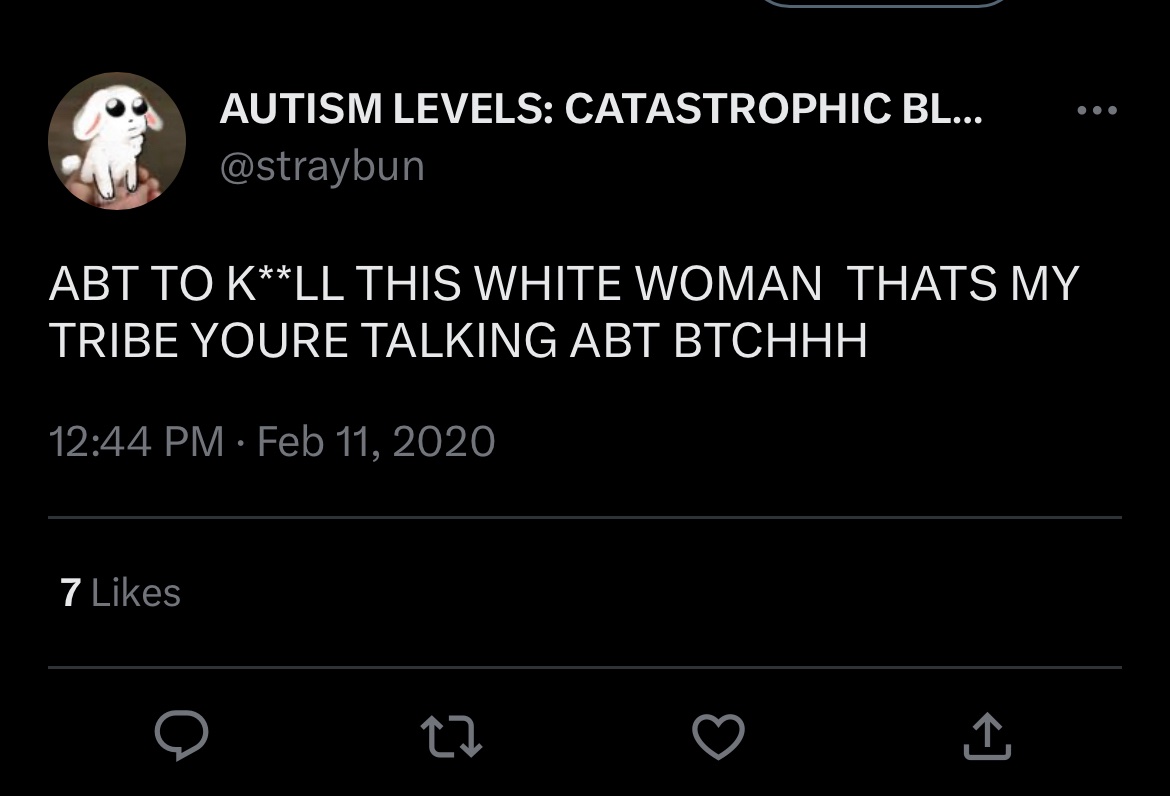 AUTISM LEVELS: CATASTROPHIC BL...
@straybun
ABT TO K**LL THIS WHITE WOMAN THATS MY
TRIBE YOURE TALKING ABT BTCHHH
12:44 PM · Feb 11, 2020
7 Likes